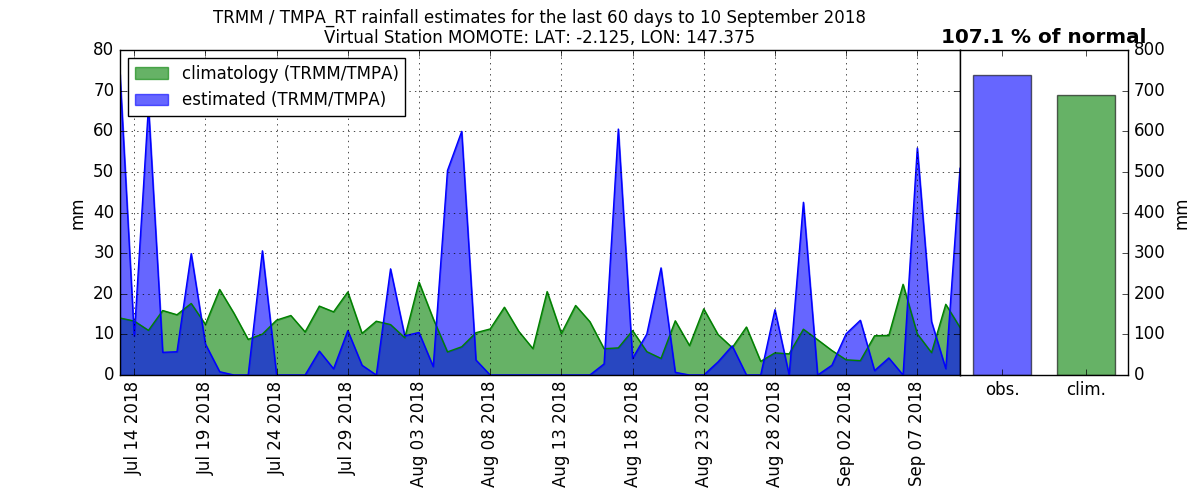 TRMM / TMPA_RT rainfall estimates for the last 60 days to 10 September 2018
Virtual Station MOMOTE: LAT: -2.125, LON: 147.375
107.1 % of normal
climatology (TRMM/TMPA)
estimated (TRMM/TMPA)
80
70
60
50
40
30
20
10
0
mm
Jul 14 2018
Jul 19 2018
Jul 24 2018
Jul 29 2018
Aug 03 2018
Aug 08 2018
Aug 13 2018
Aug 18 2018
Aug 23 2018
Aug 28 2018
Sep 02 2018
Sep 07 2018
obs.
clim.
800
700
600
500
400
300
200
100
0
mm